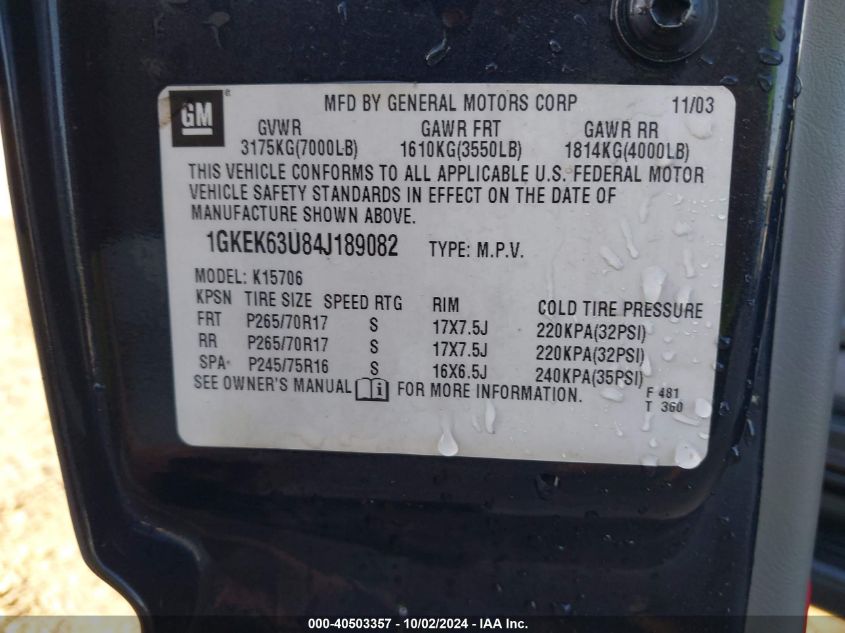 GM ®
MFD BY GENERAL MOTORS CORP 11/03
GVWR GAWR FRT GAWR RR
3175KG(7000LB) 1610KG(3550LB) 1814KG(4000LB)
THIS VEHICLE CONFORMS TO ALL APPLICABLE U.S. FEDERAL MOTOR
VEHICLE SAFETY STANDARDS IN EFFECT ON THE DATE OF
MANUFACTURE SHOWN ABOVE.
1GKEK63U84J189082 TYPE: M.P.V.
MODEL: K15706
KPSN TIRE SIZE SPEED RTG RIM COLD TIRE PRESSURE
FRT P265/70R17 S 17X7.5J 220KPA(32PSI)
RR P265/70R17 S 17X7.5J 220KPA(32PSI)
SPA P245/75R16 S 16X6.5J 240KPA(35PSI)
SEE OWNER'S MANUAL i FOR MORE INFORMATION.
F 481
T 360
000-40503357 - 10/02/2024 - IAA Inc.